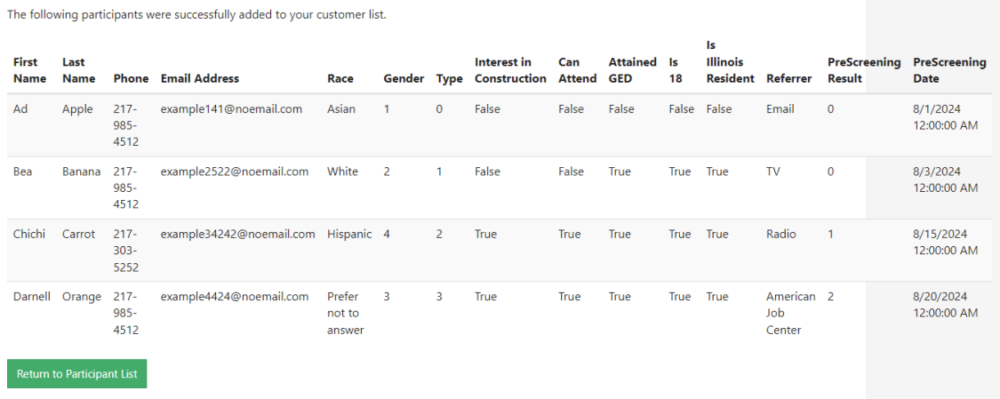 The following participants were successfully added to your customer list.
First Name Last Name Phone Email Address Race Gender Type Interest in Construction Can Attend Attained GED Is 18 Is Illinois Resident Referrer PreScreening Result PreScreening Date
Ad Apple 217-985-4512 example141@noemail.com Asian 1 0 False False False False False Email 0 8/1/2024 12:00:00 AM
Bea Banana 217-985-4512 example2522@noemail.com White 2 1 False False True True True TV 0 8/3/2024 12:00:00 AM
Chichi Carrot 217-303-5252 example34242@noemail.com Hispanic 4 2 True True True True True Radio 1 8/15/2024 12:00:00 AM
Darnell Orange 217-985-4512 example4424@noemail.com Prefer not to answer 3 3 True True True True True American Job Center 2 8/20/2024 12:00:00 AM
Return to Participant List